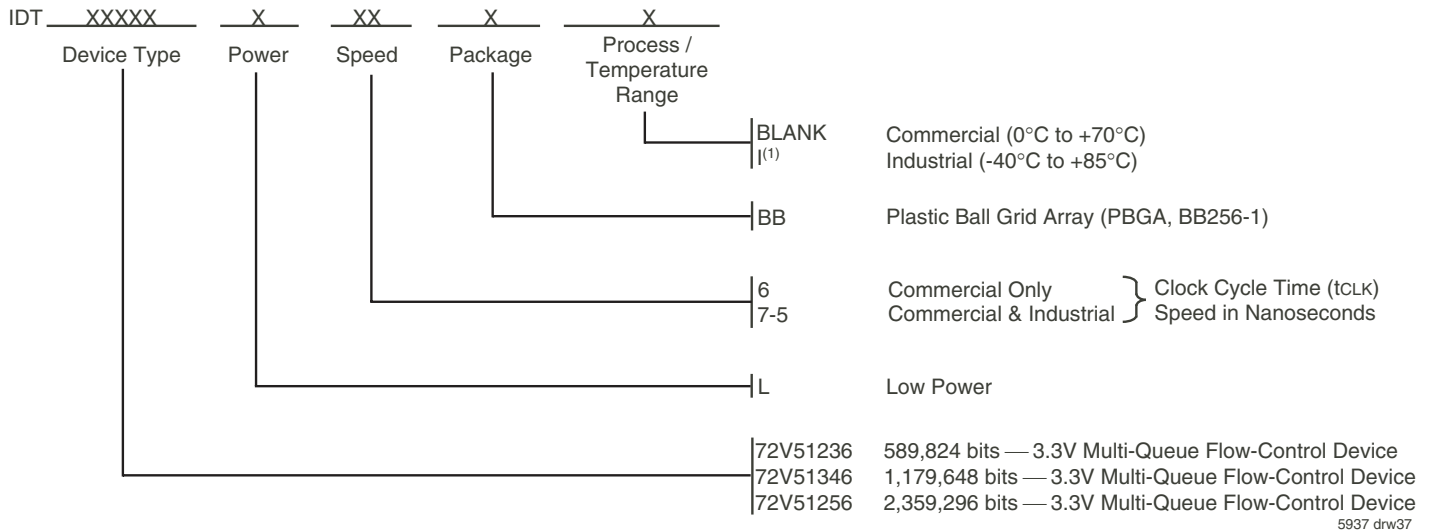 IDT XXXXX X XX X X
Device Type Power Speed Package Process / Temperature Range
BLANK Commercial (0°C to +70°C)
I(1) Industrial (-40°C to +85°C)
BB Plastic Ball Grid Array (PBGA, BB256-1)
6 Commercial Only
7-5 Commercial & Industrial
Clock Cycle Time (tCLK)
Speed in Nanoseconds
L Low Power
72V51236 589,824 bits — 3.3V Multi-Queue Flow-Control Device
72V51346 1,179,648 bits — 3.3V Multi-Queue Flow-Control Device
72V51256 2,359,296 bits — 3.3V Multi-Queue Flow-Control Device
5937 drw37